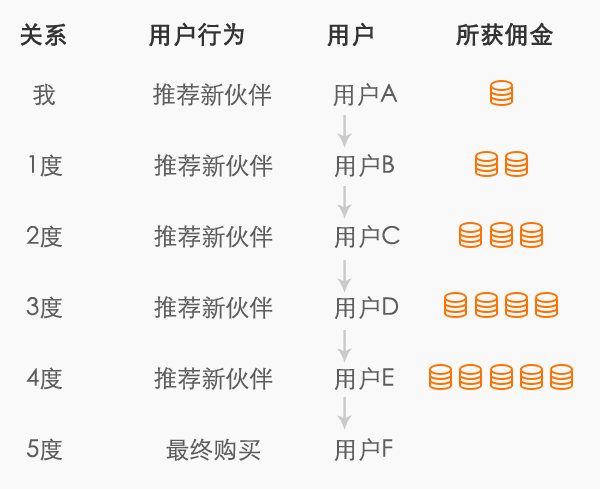 关系 用户行为 用户 所获佣金
我 推荐新伙伴 用户A
1度 推荐新伙伴 用户B
2度 推荐新伙伴 用户C
3度 推荐新伙伴 用户D
4度 推荐新伙伴 用户E
5度 最终购买 用户F